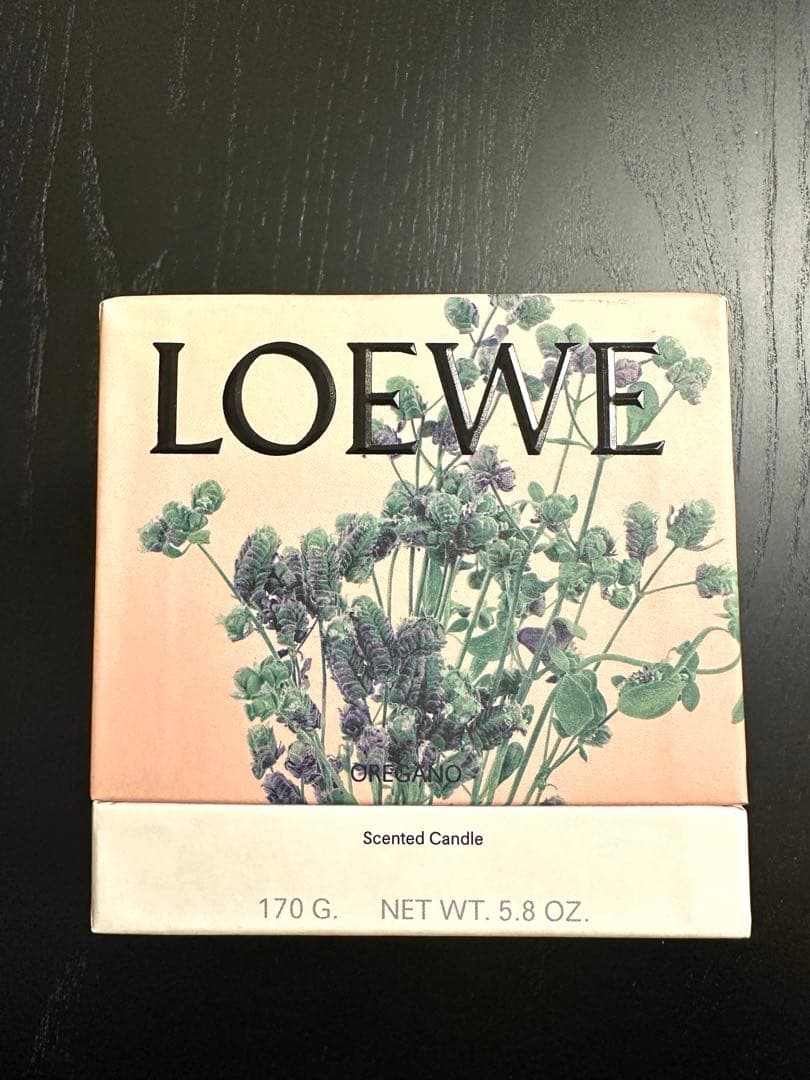 LOEWE
OREGANO
Scented Candle
170 G. NET WT. 5.8 OZ.